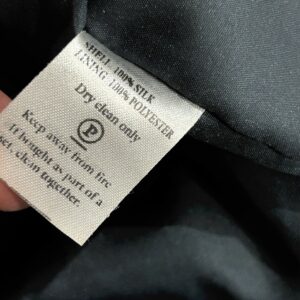 SHELL 100% SILK
LINING 100% POLYESTER
Dry clean only
P
Keep away from fire
If bought as part of a
set, clean together.